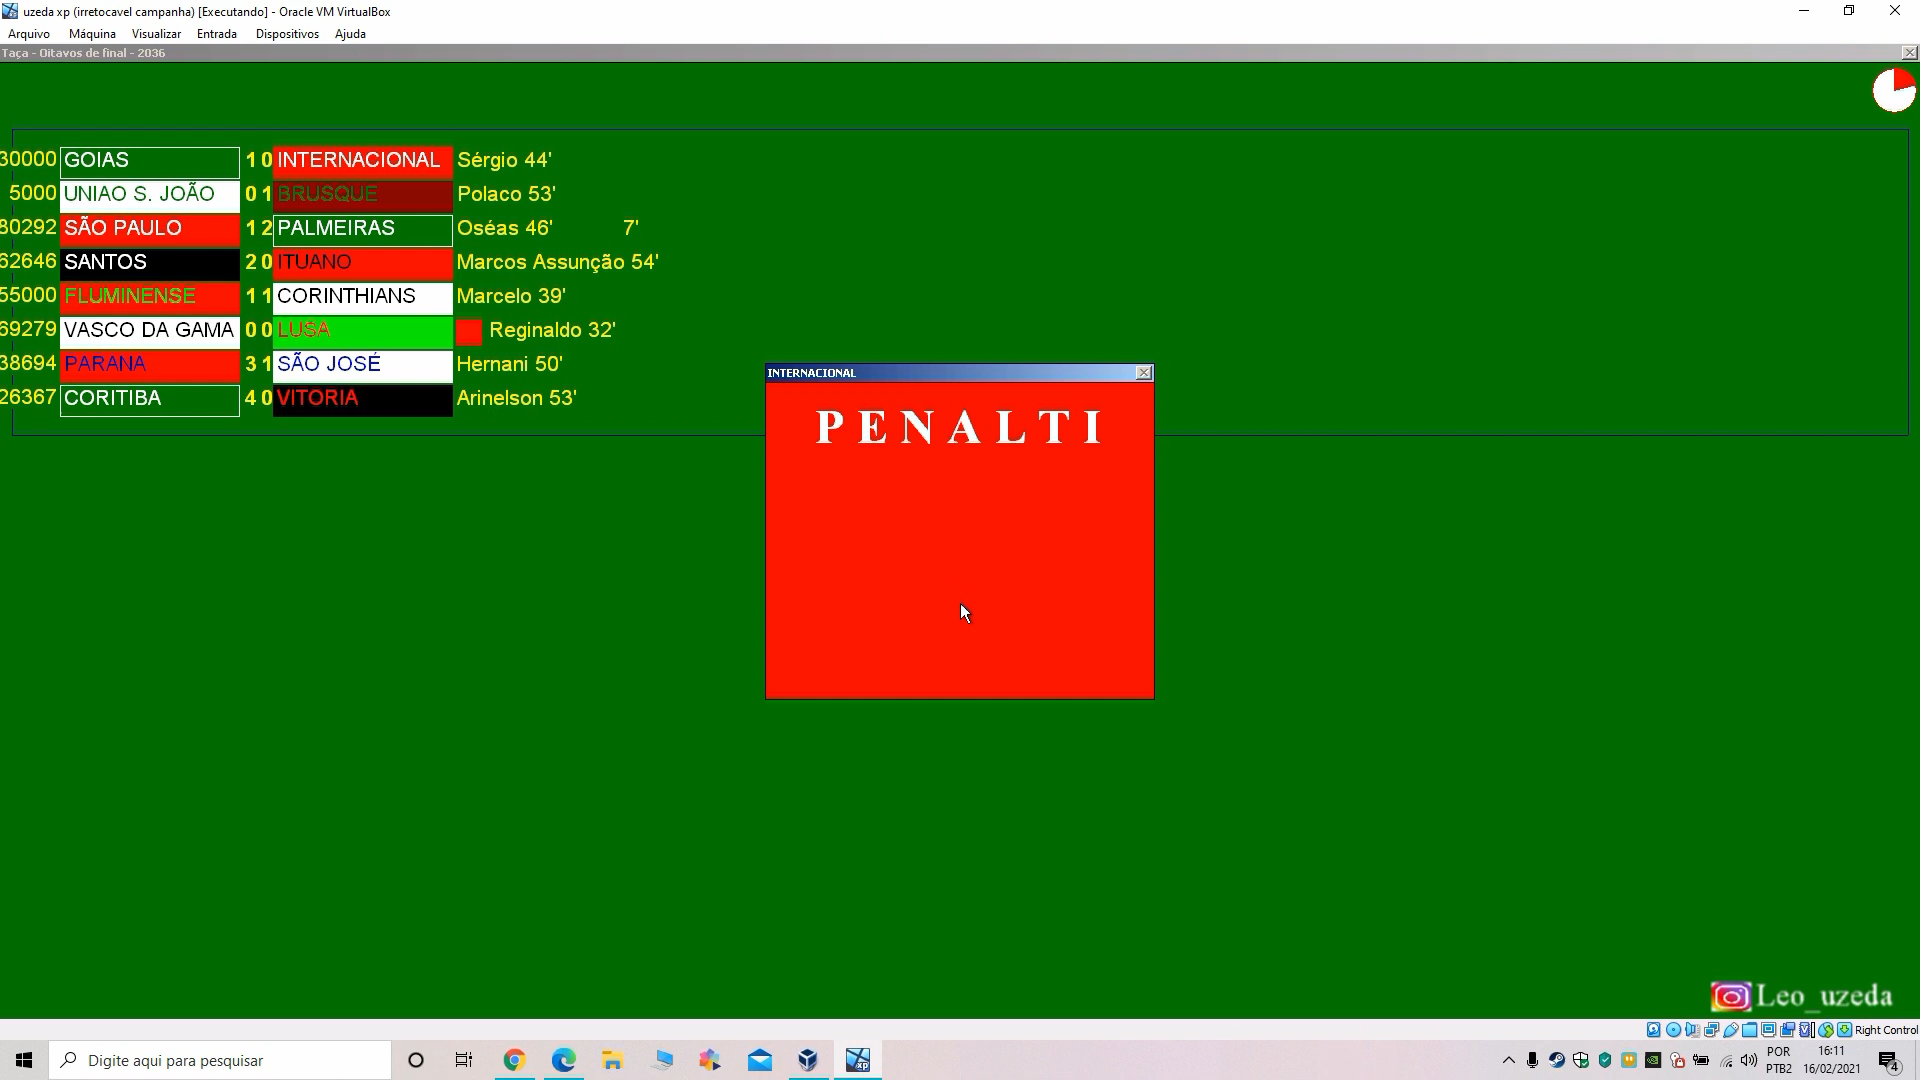 uzeda xp (irretocavel campanha) [Executando] - Oracle VM VirtualBox
Arquivo Máquina Visualizar Entrada Dispositivos Ajuda
Taça - Oitavos de final - 2036
30000 GOIAS 1 0 INTERNACIONAL Sérgio 44'
5000 UNIAO S. JOÃO 0 1 BRUSQUE Polaco 53'
80292 SÃO PAULO 1 2 PALMEIRAS Oséas 46' 7'
62646 SANTOS 2 0 ITUANO Marcos Assunção 54'
55000 FLUMINENSE 1 1 CORINTHIANS Marcelo 39'
69279 VASCO DA GAMA 0 0 LUSA Reginaldo 32'
38694 PARANA 3 1 SÃO JOSÉ Hernani 50'
26367 CORITIBA 4 0 VITORIA Arinelson 53'
INTERNACIONAL
P E N A L T I
Leo_uzeda
Right Control
Digite aqui para pesquisar
xp
POR
PTB2
16:11
16/02/2021
4